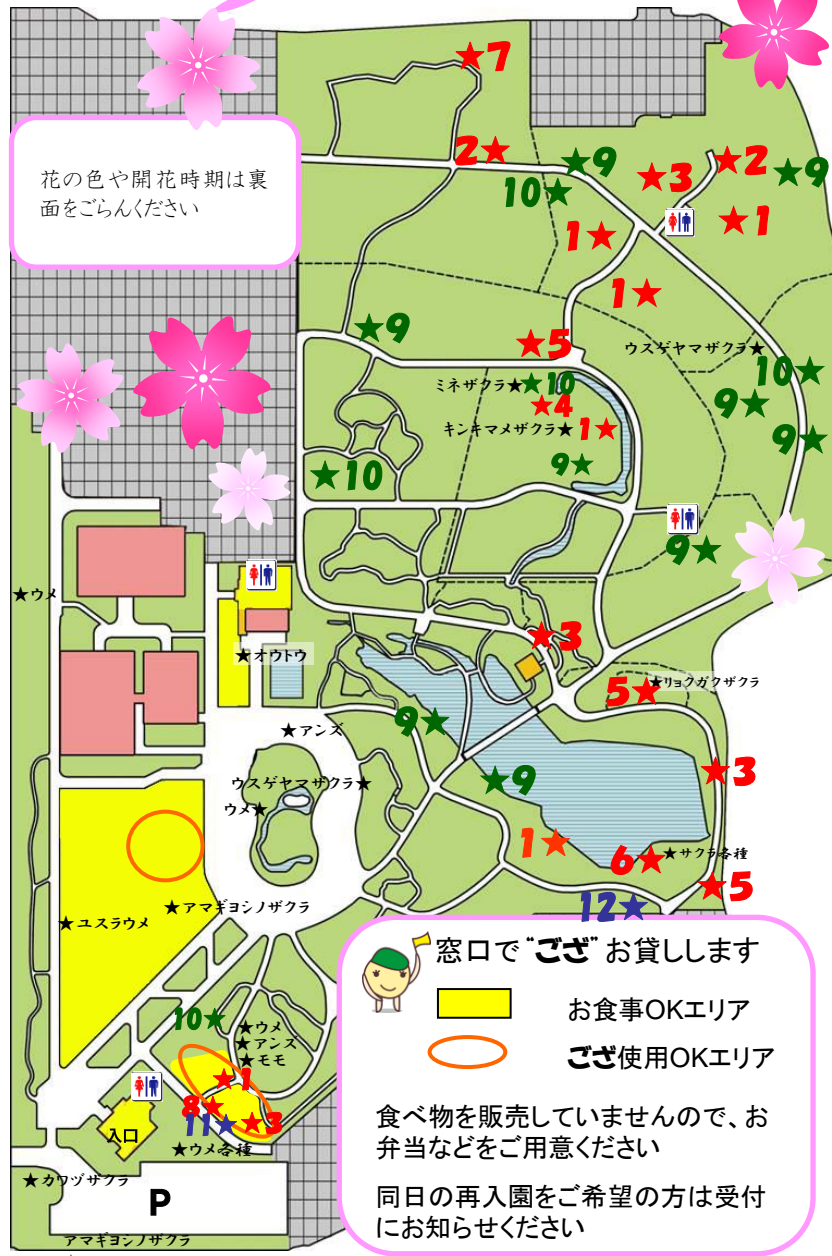 7
花の色や開花時期は裏
面をごらんください
2
9
3
2
9
10
1
1
1
9
5
ウスゲヤマザクラ
10
ミネザクラ
10
4
9
キンキマメザクラ
1
9
9
10
9
ウメ
3
オウトウ
5
リョクガクザクラ
9
アンズ
3
ウスゲヤマザクラ
9
ウメ
1
6
サクラ各種
5
アマギヨシノザクラ
12
ユスラウメ
窓口で“ござ”お貸しします
お食事OKエリア
ござ使用OKエリア
食べ物を販売していませんので、お
弁当などをご用意ください
同日の再入園をご希望の方は受付
にお知らせください
10
ウメ
アンズ
モモ
1
8
11
3
入口
ウメ各種
カワヅザクラ
P
アマギヨシノザクラ